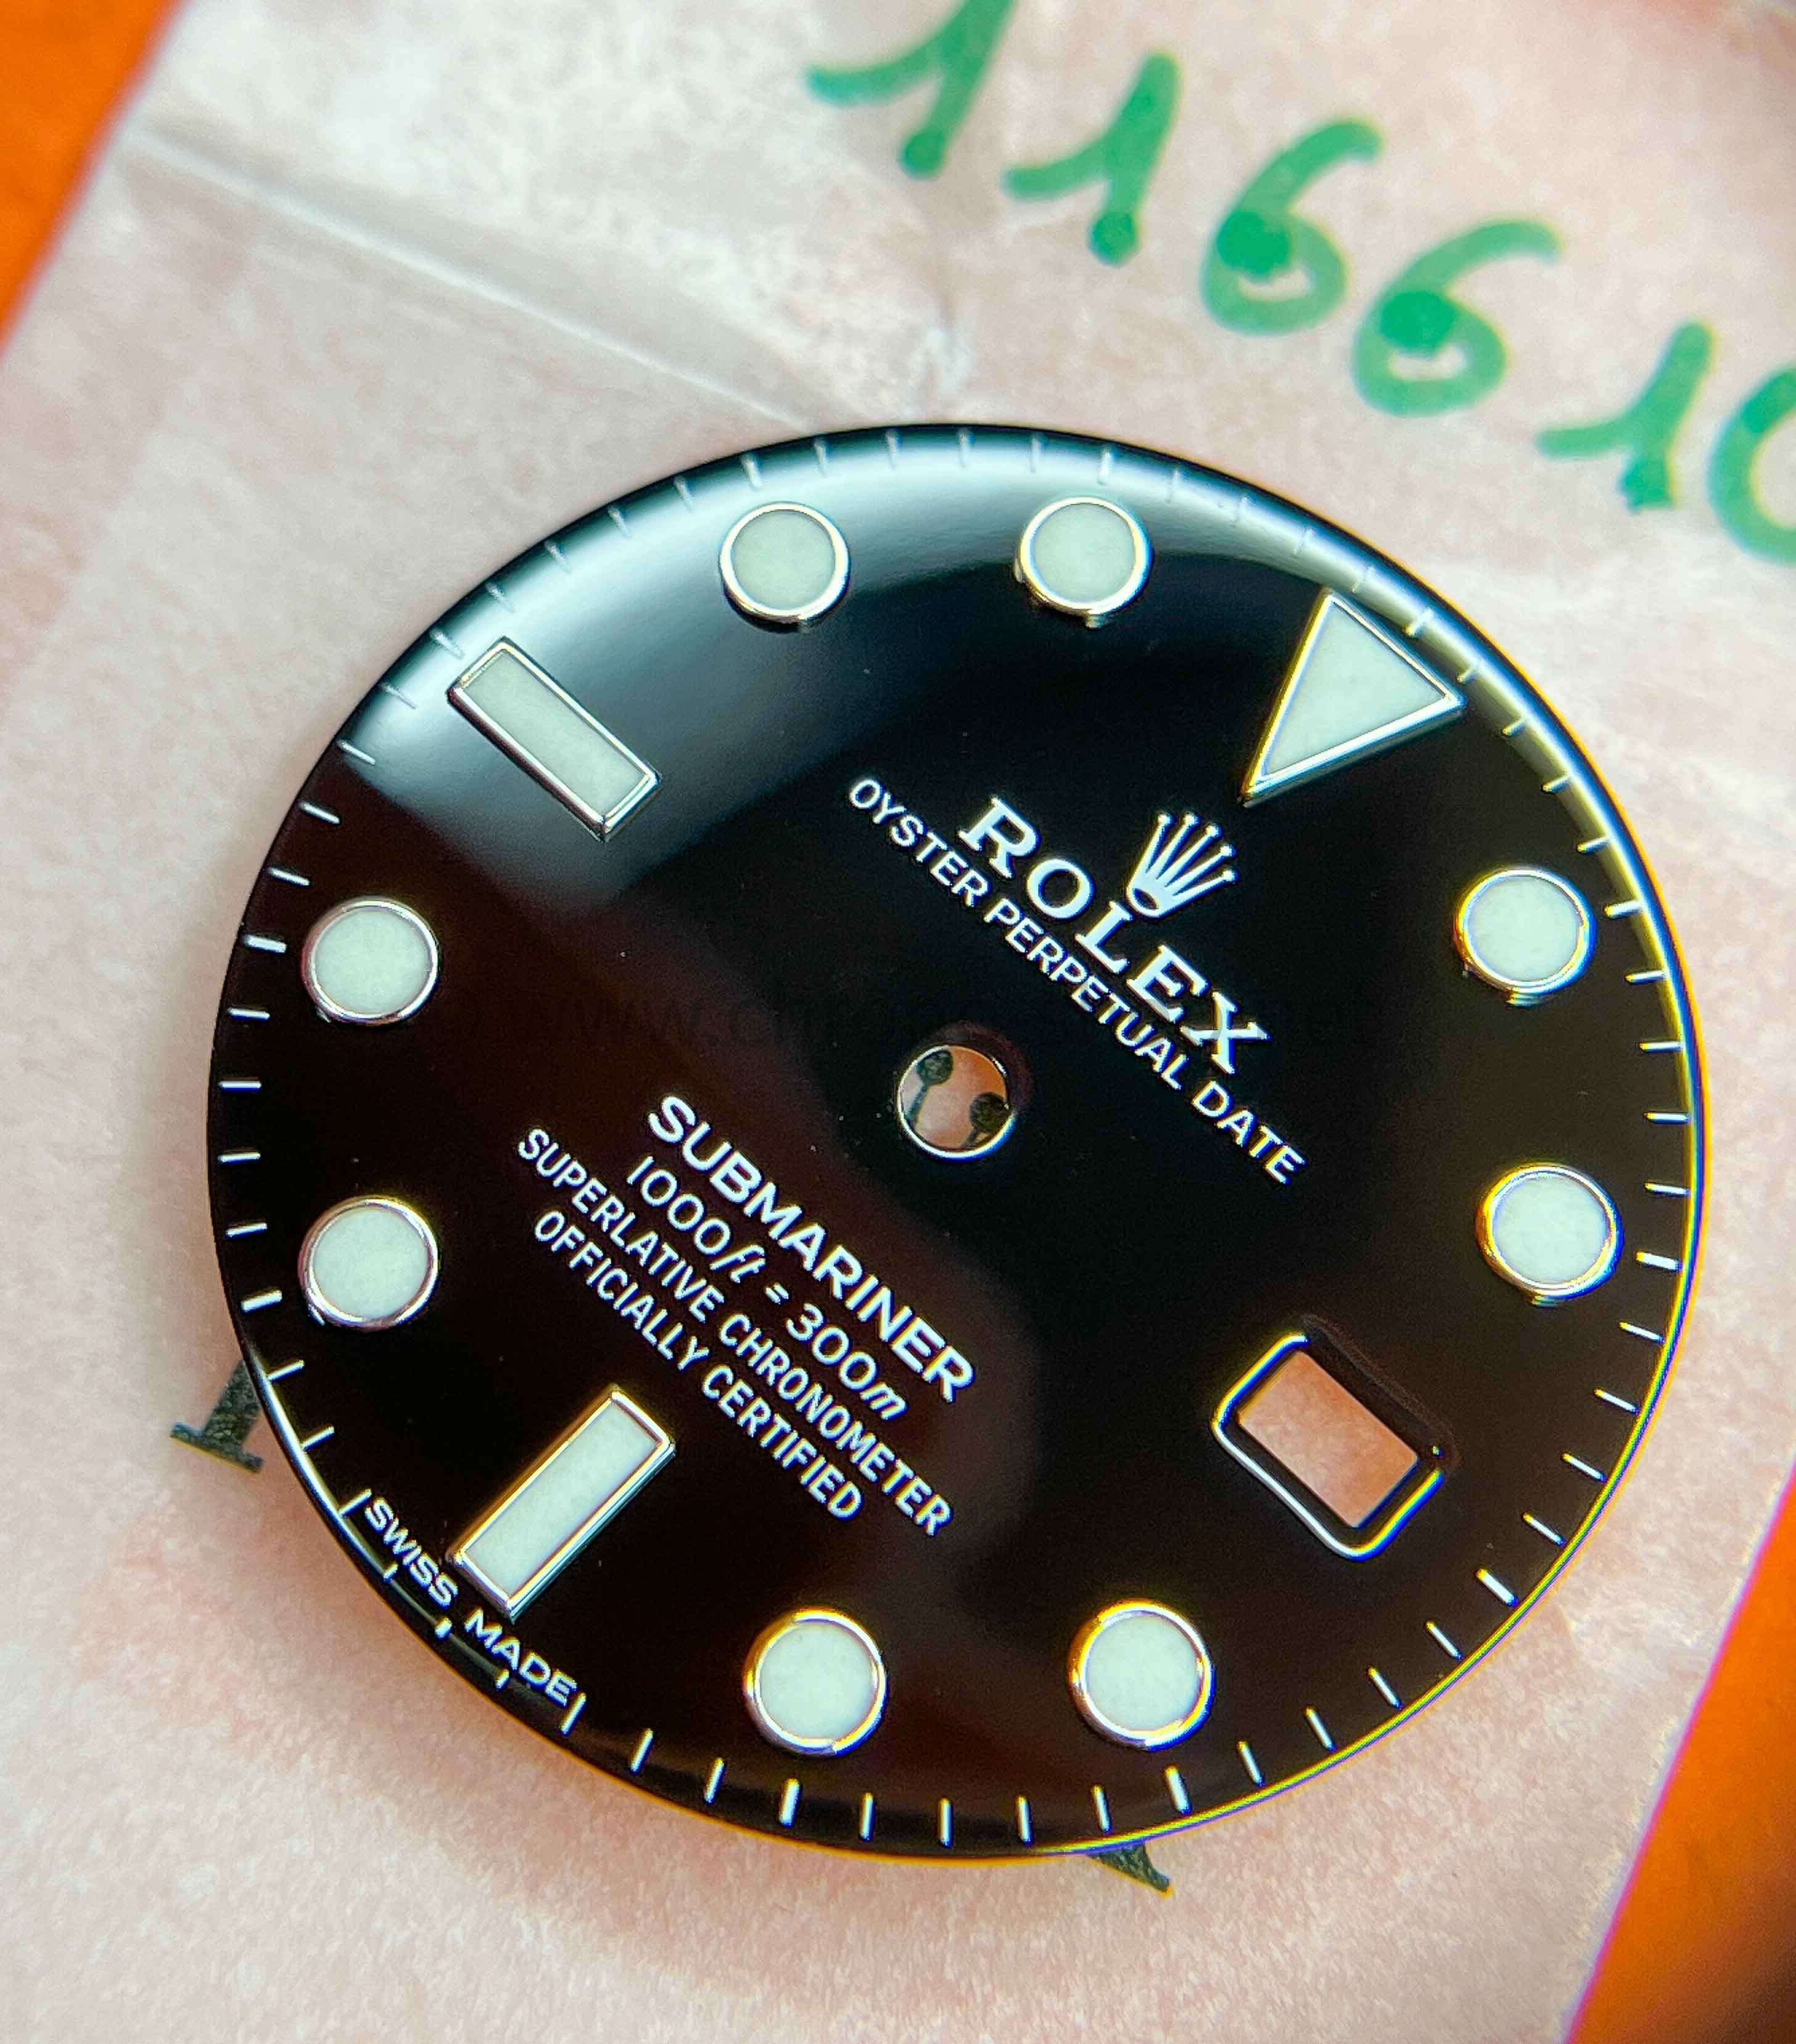 116610
ROLEX
OYSTER PERPETUAL DATE
SUBMARINER
1000ft = 300m
SUPERLATIVE CHRONOMETER
OFFICIALLY CERTIFIED
SWISS MADE